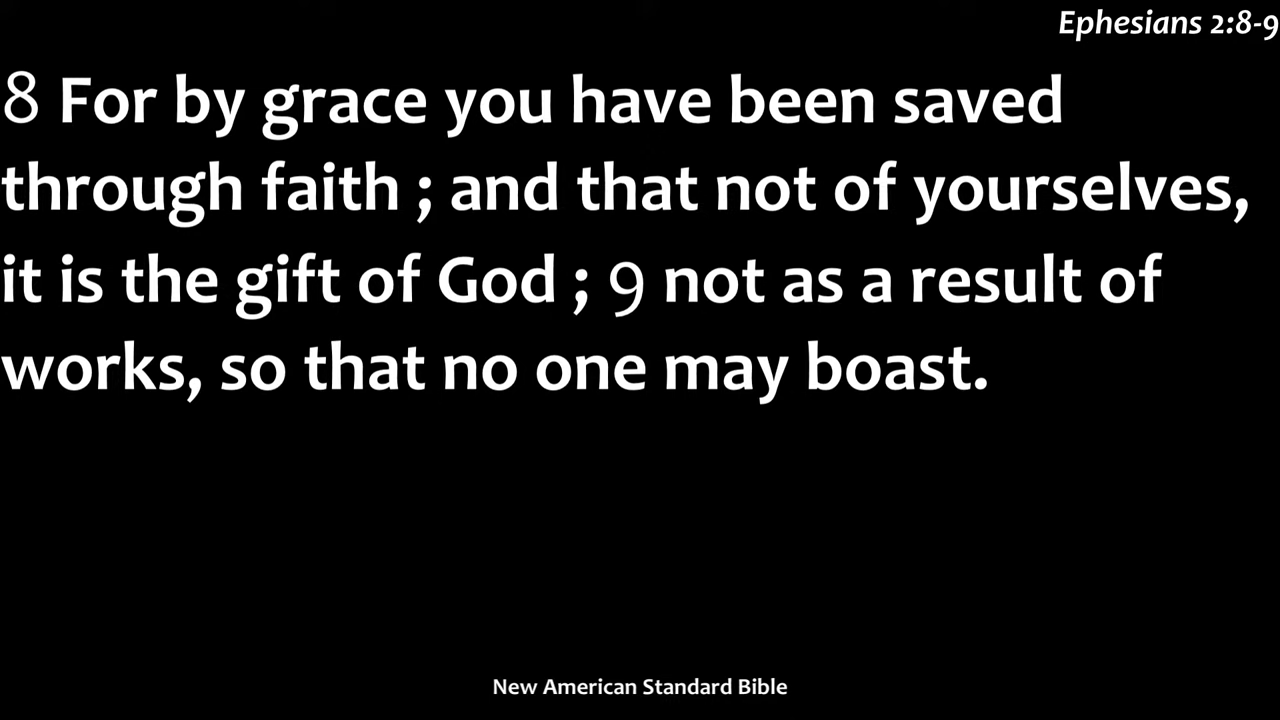 Ephesians 2:8-9
8 For by grace you have been saved
through faith ; and that not of yourselves,
it is the gift of God ; 9 not as a result of
works, so that no one may boast.
New American Standard Bible